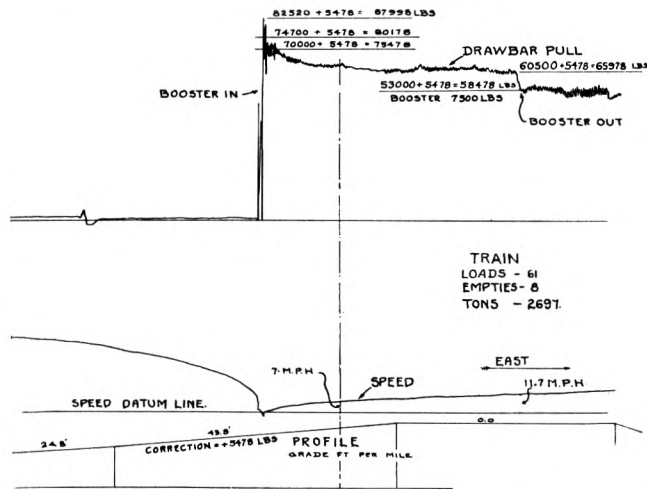 82520 + 5478 = 87998 LBS
74700 + 5478 = 80178
70000 + 5478 = 75478
DRAWBAR PULL
60500 + 5478 = 65978 LBS
BOOSTER IN
53000 + 5478 = 58478 LBS
BOOSTER 7500 LBS
BOOSTER OUT
TRAIN
LOADS - 61
EMPTIES - 8
TONS - 2697.
EAST
7. M.P.H
SPEED
11.7 M.P.H
SPEED DATUM LINE.
0.0
43.8'
24.8'
CORRECTION = +5478 LBS
PROFILE
GRADE FT PER MILE